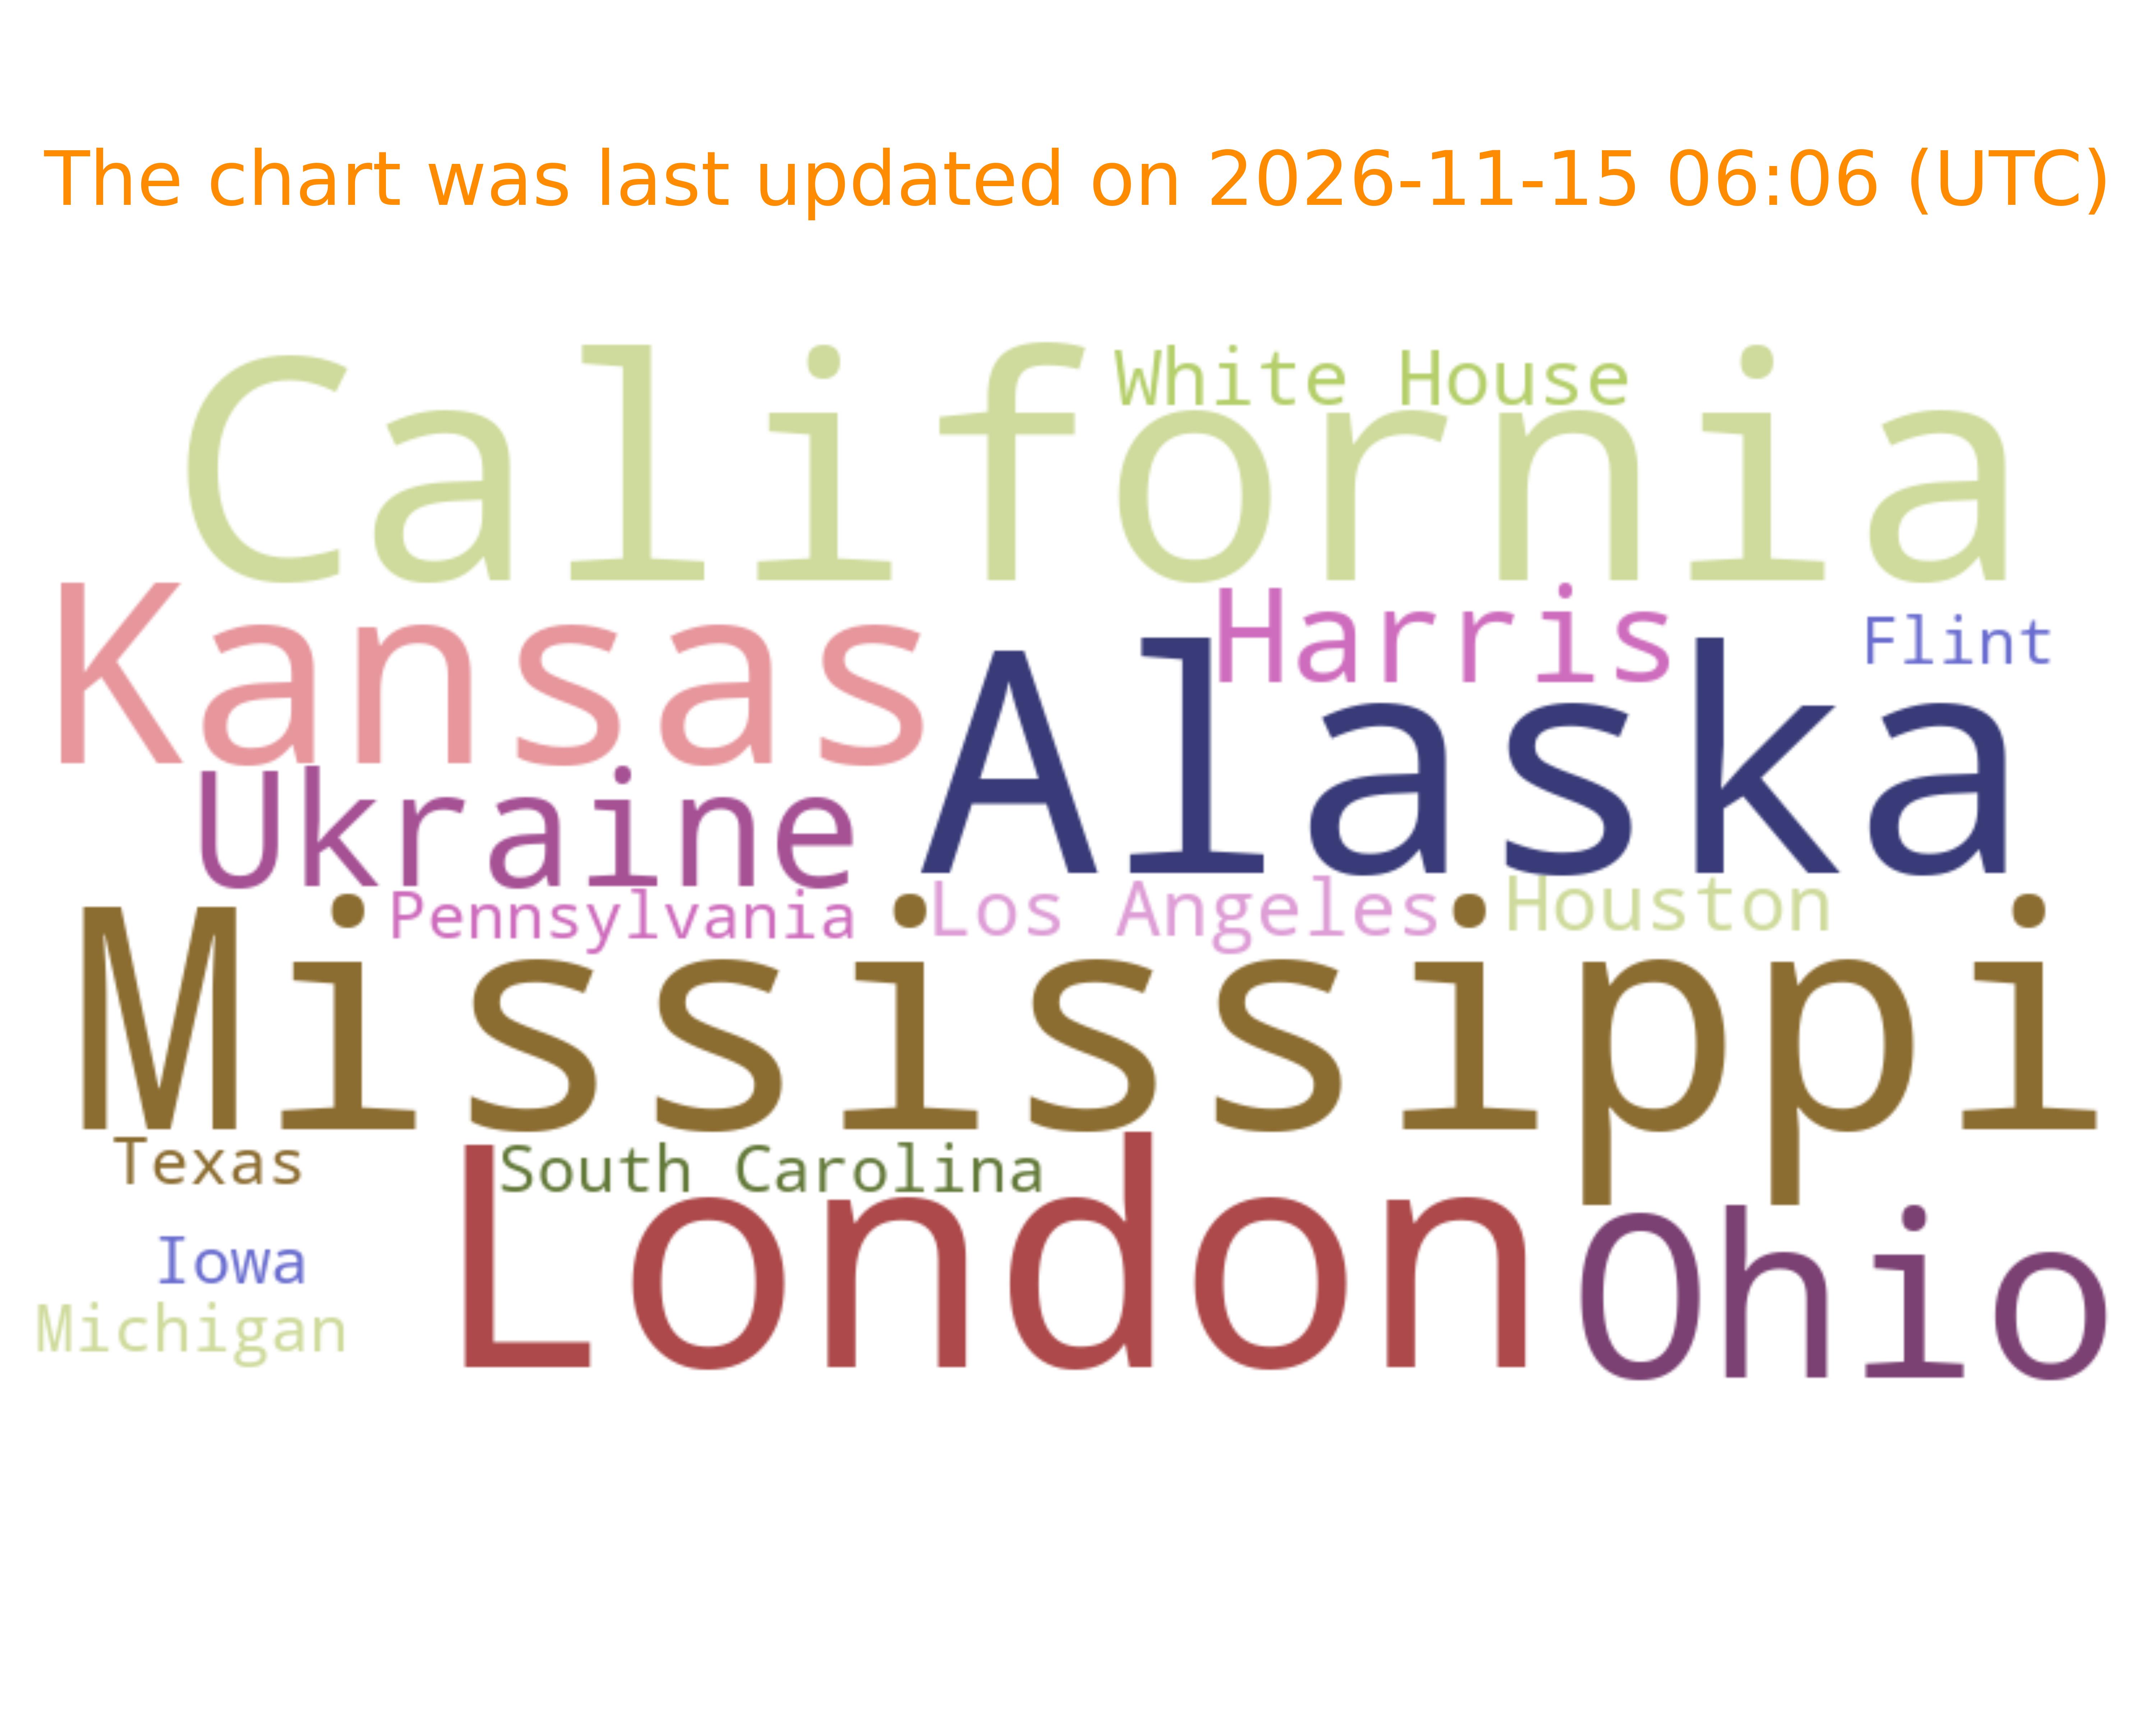 The chart was last updated on 2026-11-15 06:06 (UTC)
White House
California
Kansas
Harris
Flint
Alaska
Ukraine
Pennsylvania
Los Angeles
Houston
Mississippi
Texas
South Carolina
London
Ohio
Iowa
Michigan